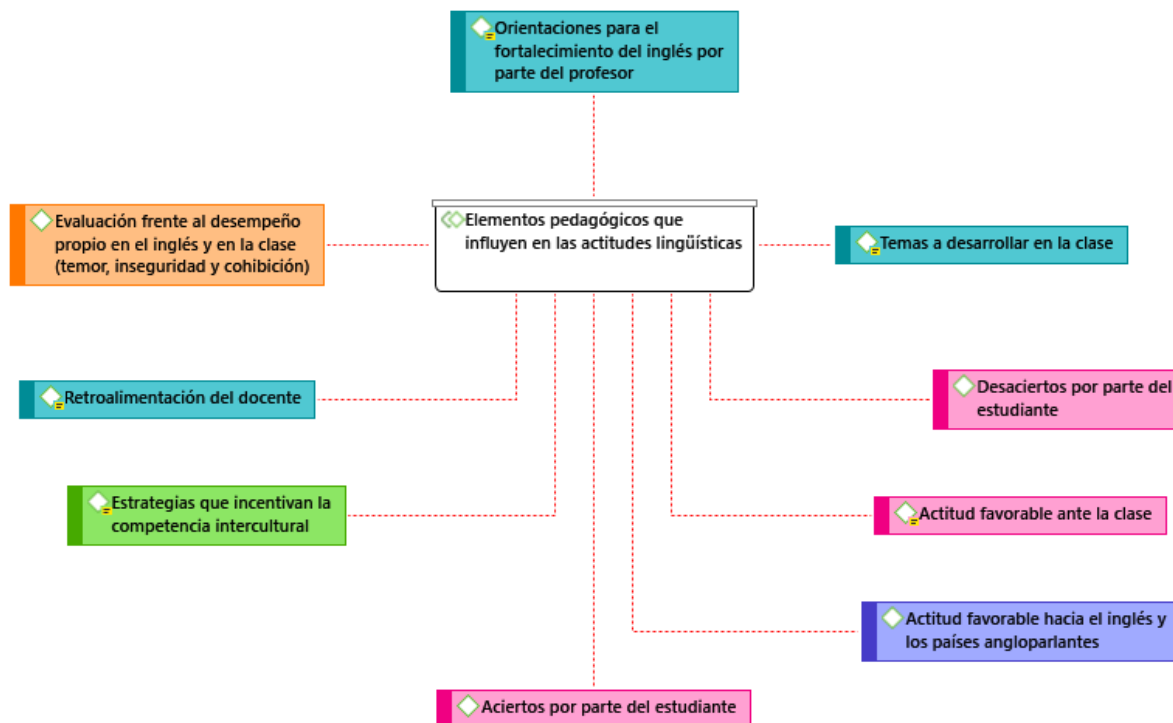 Orientaciones para el
fortalecimiento del inglés por
parte del profesor
Evaluación frente al desempeño
propio en el inglés y en la clase
(temor, inseguridad y cohibición)
Elementos pedagógicos que
influyen en las actitudes lingüísticas
Temas a desarrollar en la clase
Retroalimentación del docente
Desaciertos por parte del
estudiante
Estrategias que incentivan la
competencia intercultural
Actitud favorable ante la clase
Actitud favorable hacia el inglés y
los países angloparlantes
Aciertos por parte del estudiante